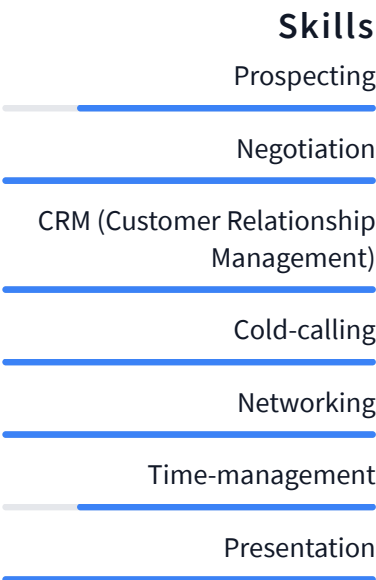 Skills
Prospecting
Negotiation
CRM (Customer Relationship
Management)
Cold-calling
Networking
Time-management
Presentation